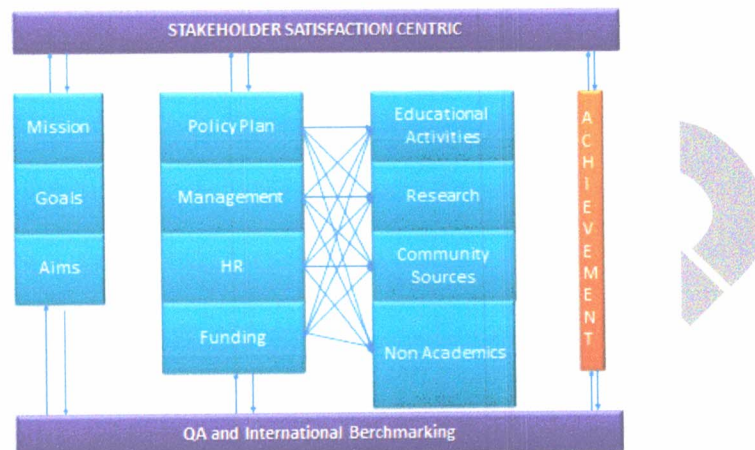 STAKEHOLDER SATISFACTION CENTRIC
Mission
Goals
Aims
Policy Plan
Management
HR
Funding
Educational
Activities
Research
Community
Sources
Non Academics
ACHIEVEMENT
QA and International Berchmarking